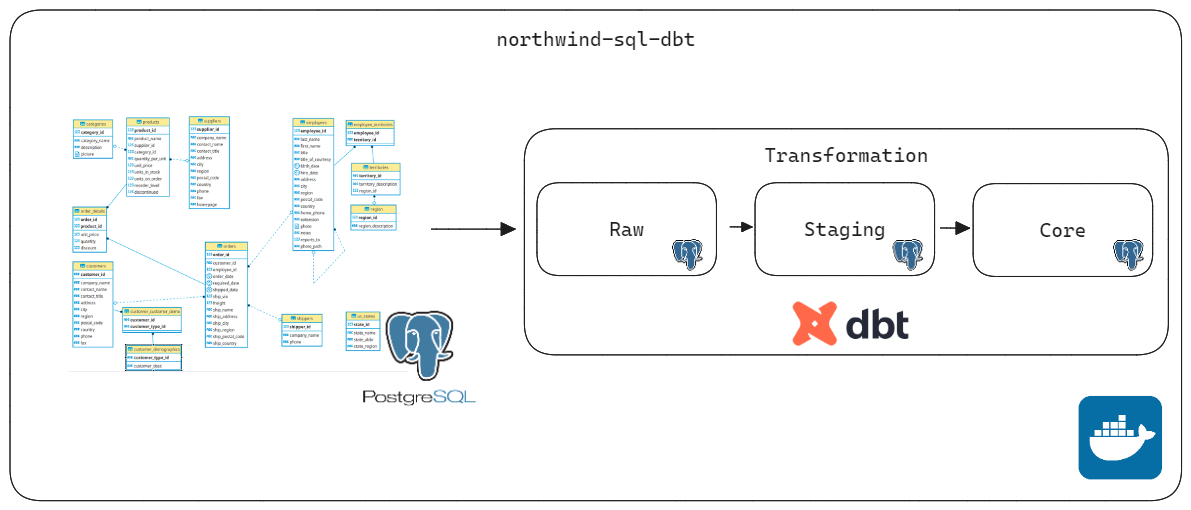 northwind-sql-dbt
categories
category_id
category_name
description
picture
products
product_id
product_name
supplier_id
category_id
quantity_per_unit
unit_price
units_in_stock
units_on_order
reorder_level
discontinued
suppliers
supplier_id
company_name
contact_name
contact_title
address
city
region
postal_code
country
phone
fax
homepage
employees
employee_id
last_name
first_name
title
title_of_courtesy
birth_date
hire_date
address
city
region
postal_code
country
home_phone
extension
photo
notes
reports_to
photo_path
employee_territories
employee_id
territory_id
territories
territory_id
territory_description
region_id
region
region_id
region_description
order_details
order_id
product_id
unit_price
quantity
discount
orders
order_id
customer_id
employee_id
order_date
required_date
shipped_date
ship_via
freight
ship_name
ship_address
ship_city
ship_region
ship_postal_code
ship_country
customers
customer_id
company_name
contact_name
contact_title
address
city
region
postal_code
country
phone
fax
customer_customer_demo
customer_id
customer_type_id
customer_demographics
customer_type_id
customer_desc
shippers
shipper_id
company_name
phone
us_states
state_id
state_name
state_abbr
state_region
PostgreSQL
Transformation
Raw
Staging
Core
dbt